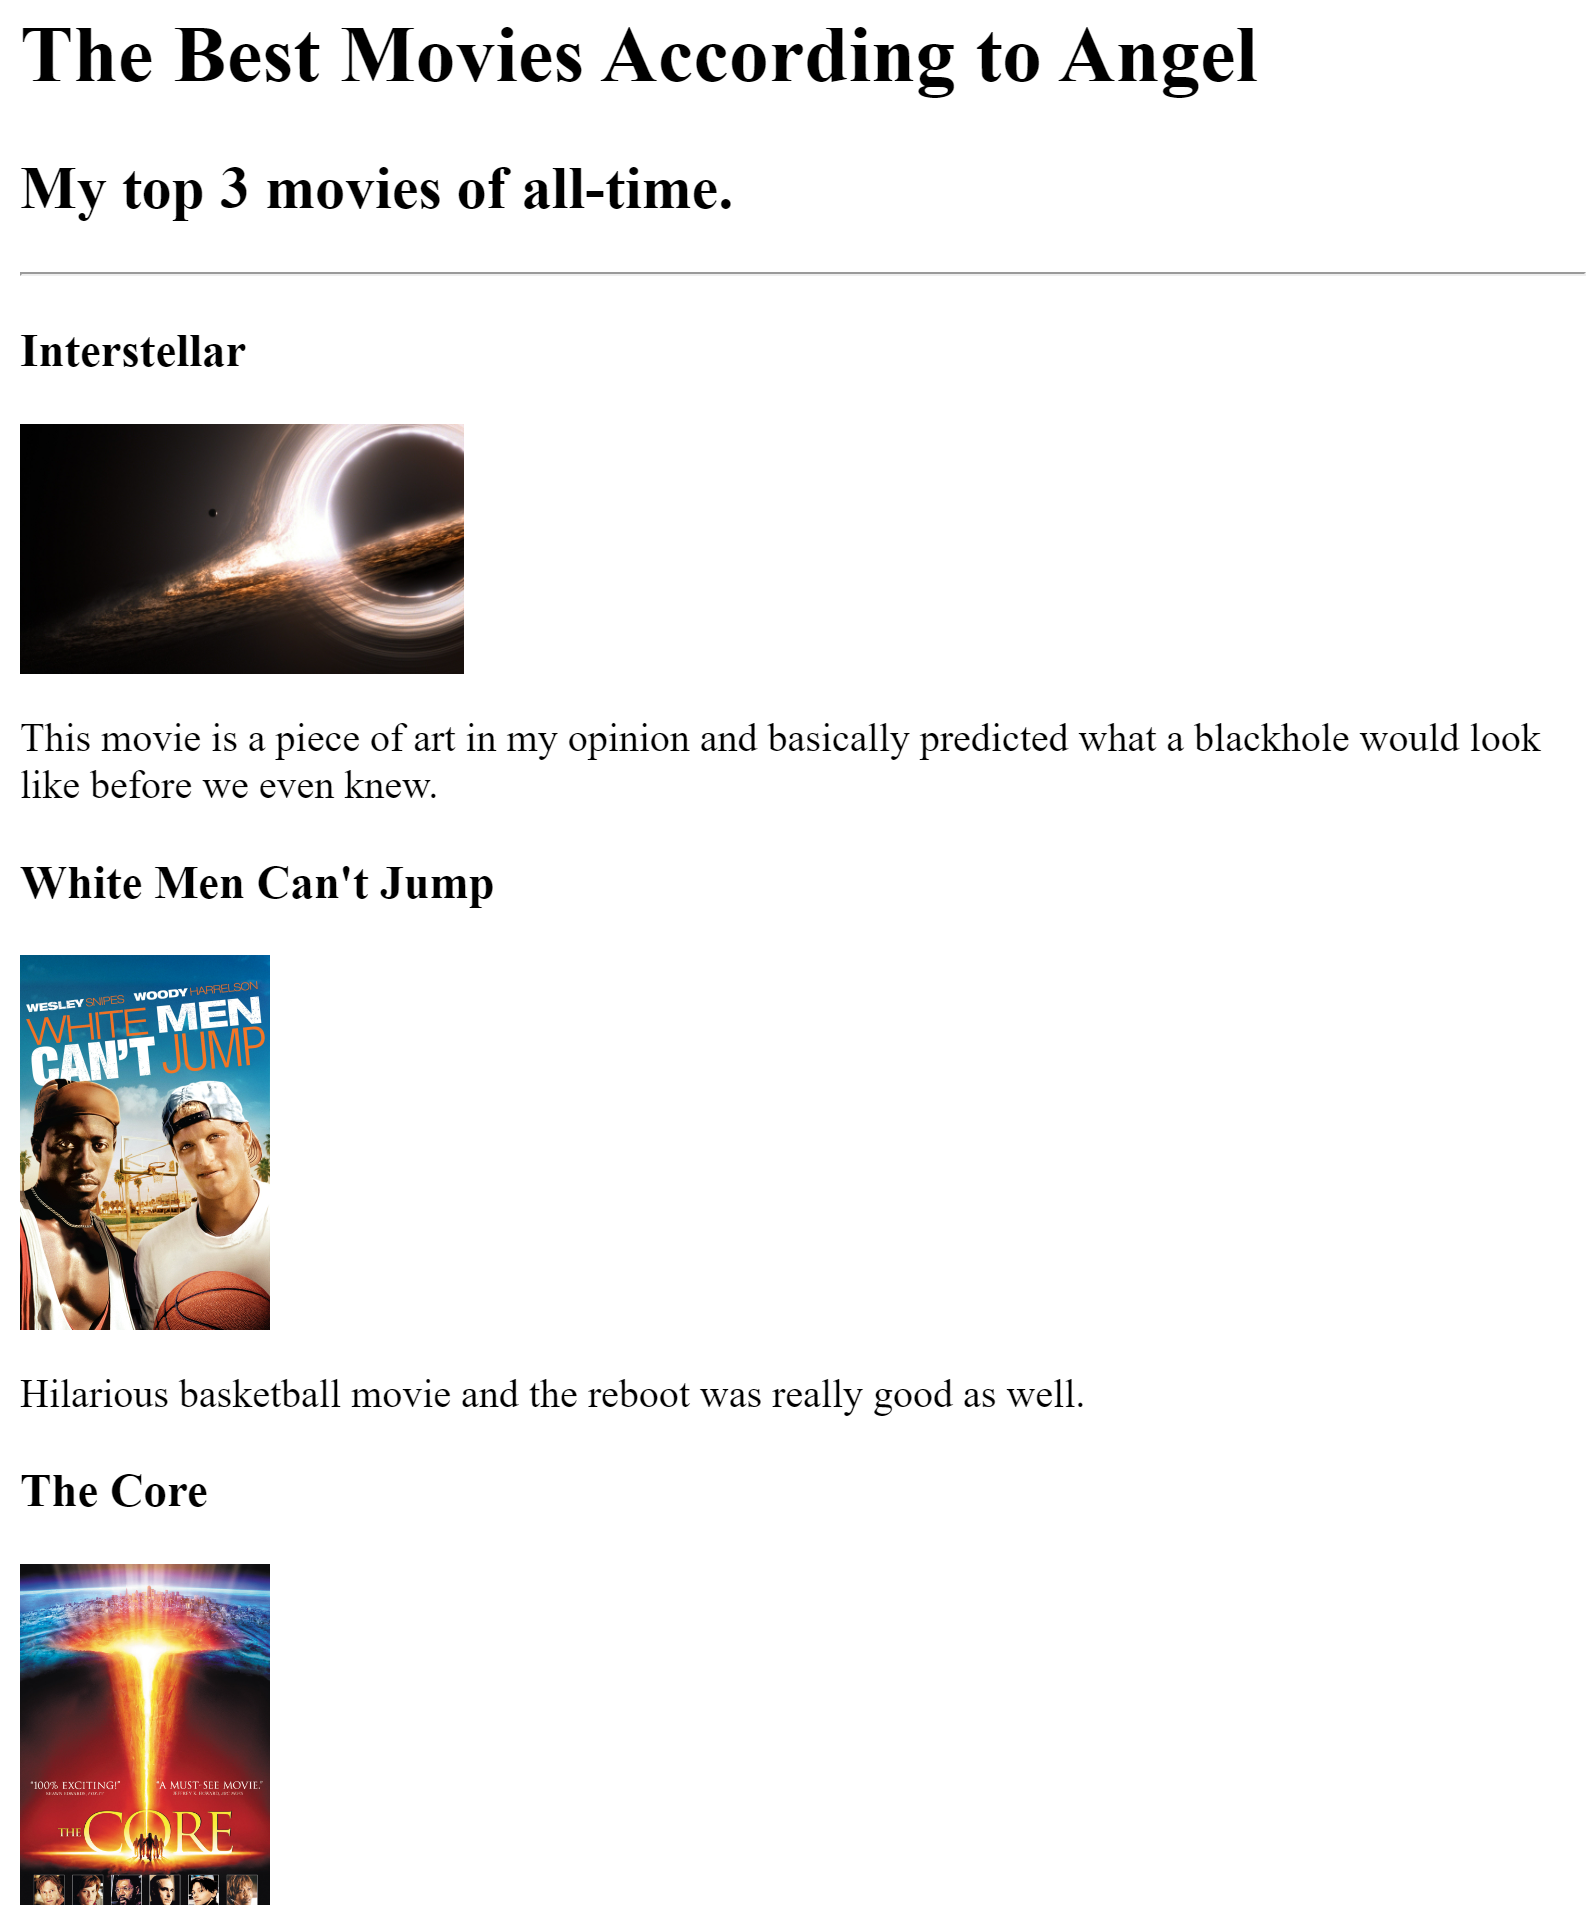 The Best Movies According to Angel
My top 3 movies of all-time.
Interstellar
This movie is a piece of art in my opinion and basically predicted what a blackhole would look
like before we even knew.
White Men Can't Jump
WESLEY SNIPES WOODY HARRELSON
WHITE MEN
CAN'T JUMP
Hilarious basketball movie and the reboot was really good as well.
The Core
"100% EXCITING!" "A MUST-SEE MOVIE."
THE CORE